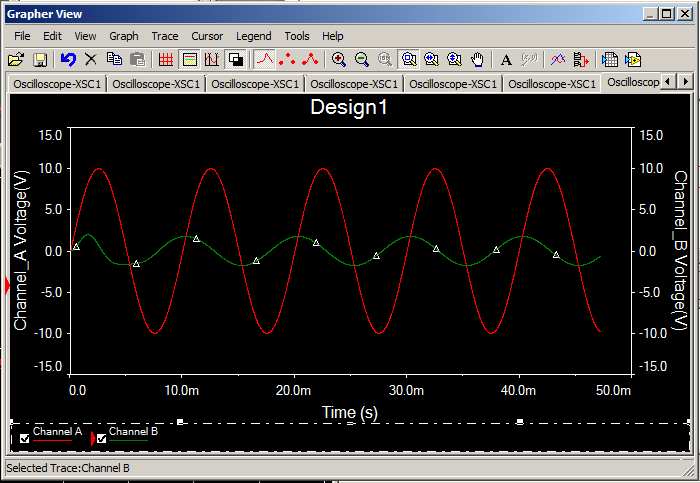 Grapher View
File Edit View Graph Trace Cursor Legend Tools Help
A (x,y)
Oscilloscope-XSC1 Oscilloscope-XSC1 Oscilloscope-XSC1 Oscilloscope-XSC1 Oscilloscope-XSC1 Oscilloscope-XSC1 Oscilloscop
Design1
15.0 15.0
10.0 10.0
5.0 5.0
0.0 0.0
-5.0 -5.0
-10.0 -10.0
-15.0 -15.0
Channel_A Voltage(V)
Channel_B Voltage(V)
0.0 10.0m 20.0m 30.0m 40.0m 50.0m
Time (s)
Channel A Channel B
Selected Trace:Channel B